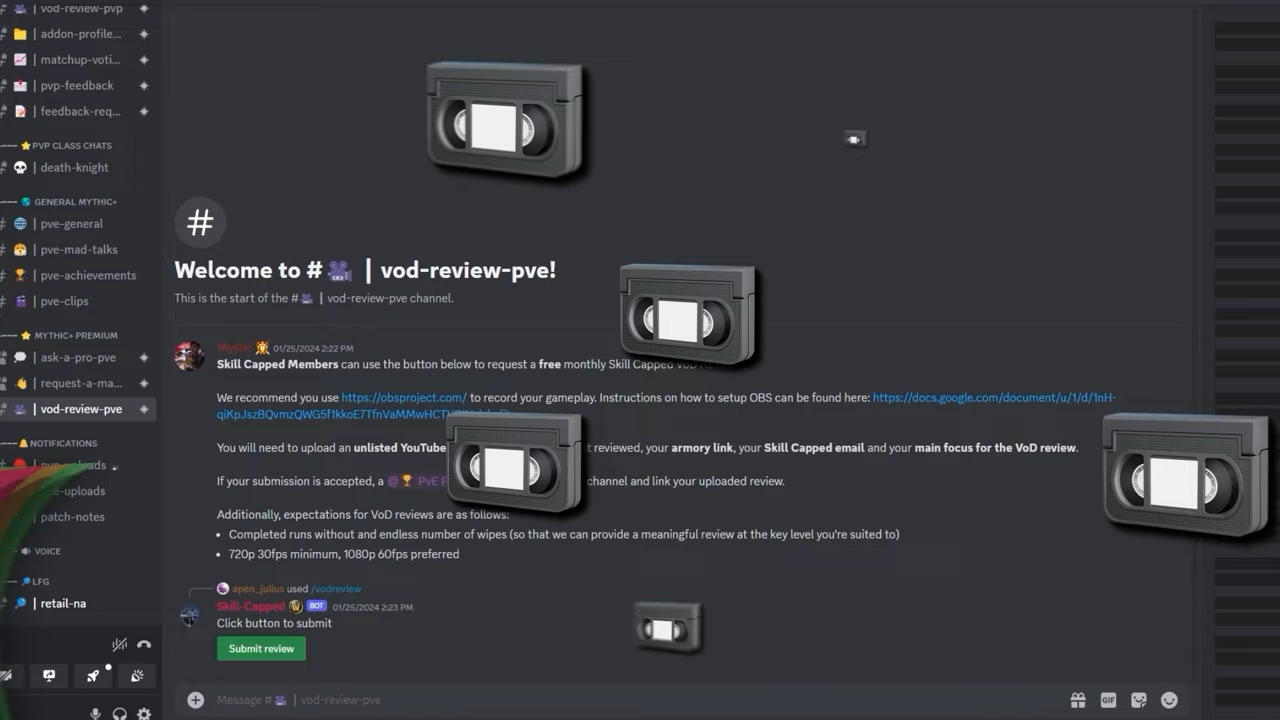 vod-review-pvp
addon-profile...
matchup-voti...
pvp-feedback
feedback-req...
PVP CLASS CHATS
death-knight
GENERAL MYTHIC+
pve-general
pve-mad-talks
pve-achievements
pve-clips
MYTHIC+ PREMIUM
ask-a-pro-pve
request-a-ma...
vod-review-pve
NOTIFICATIONS
-uploads
patch-notes
VOICE
LFG
retail-na
#
Welcome to # | vod-review-pve!
This is the start of the # | vod-review-pve channel.
Mystic 01/25/2024 2:22 PM
Skill Capped Members can use the button below to request a free monthly Skill Capped
We recommend you use https://obsproject.com/ to record your gameplay. Instructions on how to setup OBS can be found here: https://docs.google.com/document/u/1/d/1nH-
You will need to upload an unlisted YouTube reviewed, your armory link, your Skill Capped email and your main focus for the VoD review.
If your submission is accepted, a @ PvE channel and link your uploaded review.
Additionally, expectations for VoD reviews are as follows:
• Completed runs without and endless number of wipes (so that we can provide a meaningful review at the key level you're suited to)
• 720p 30fps minimum, 1080p 60fps preferred
apen_julius used /vodreview
Skill-Capped BOT 01/25/2024 2:23 PM
Click button to submit
Submit review
Message # | vod-review-pve
GIF